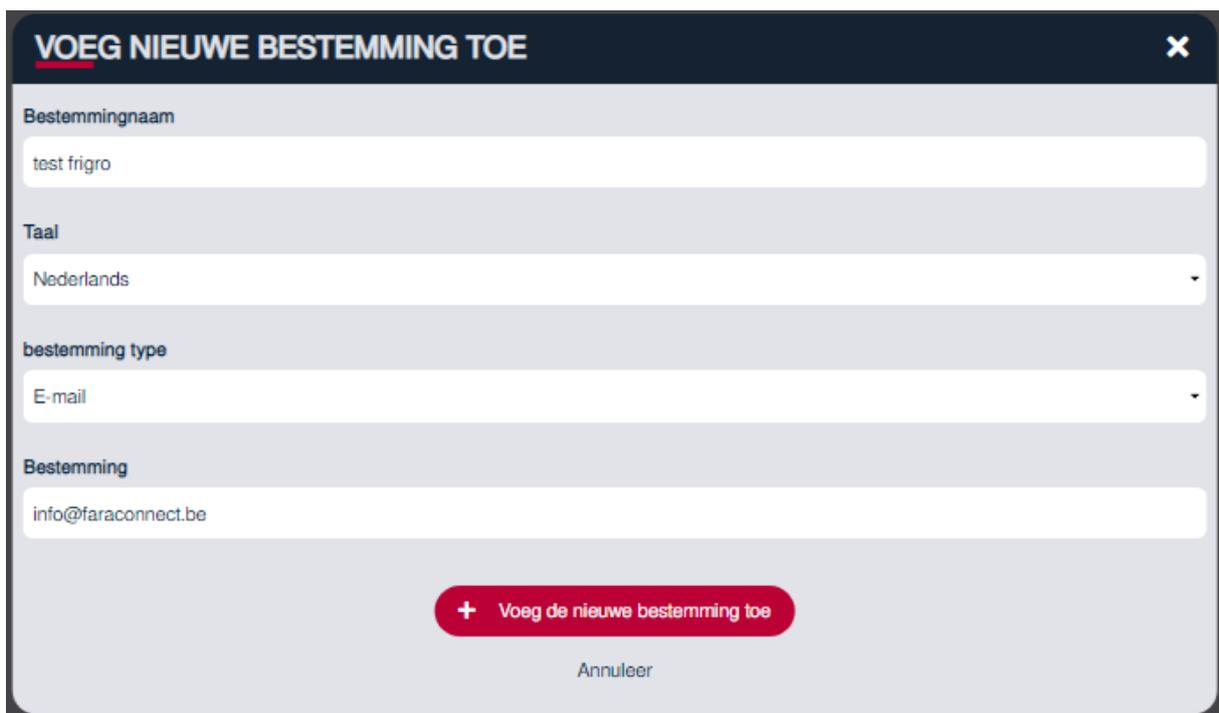 VOEG NIEUWE BESTEMMING TOE
Bestemmingnaam
test frigro
Taal
Nederlands
bestemming type
E-mail
Bestemming
info@faraconnect.be
Voeg de nieuwe bestemming toe
Annuleer